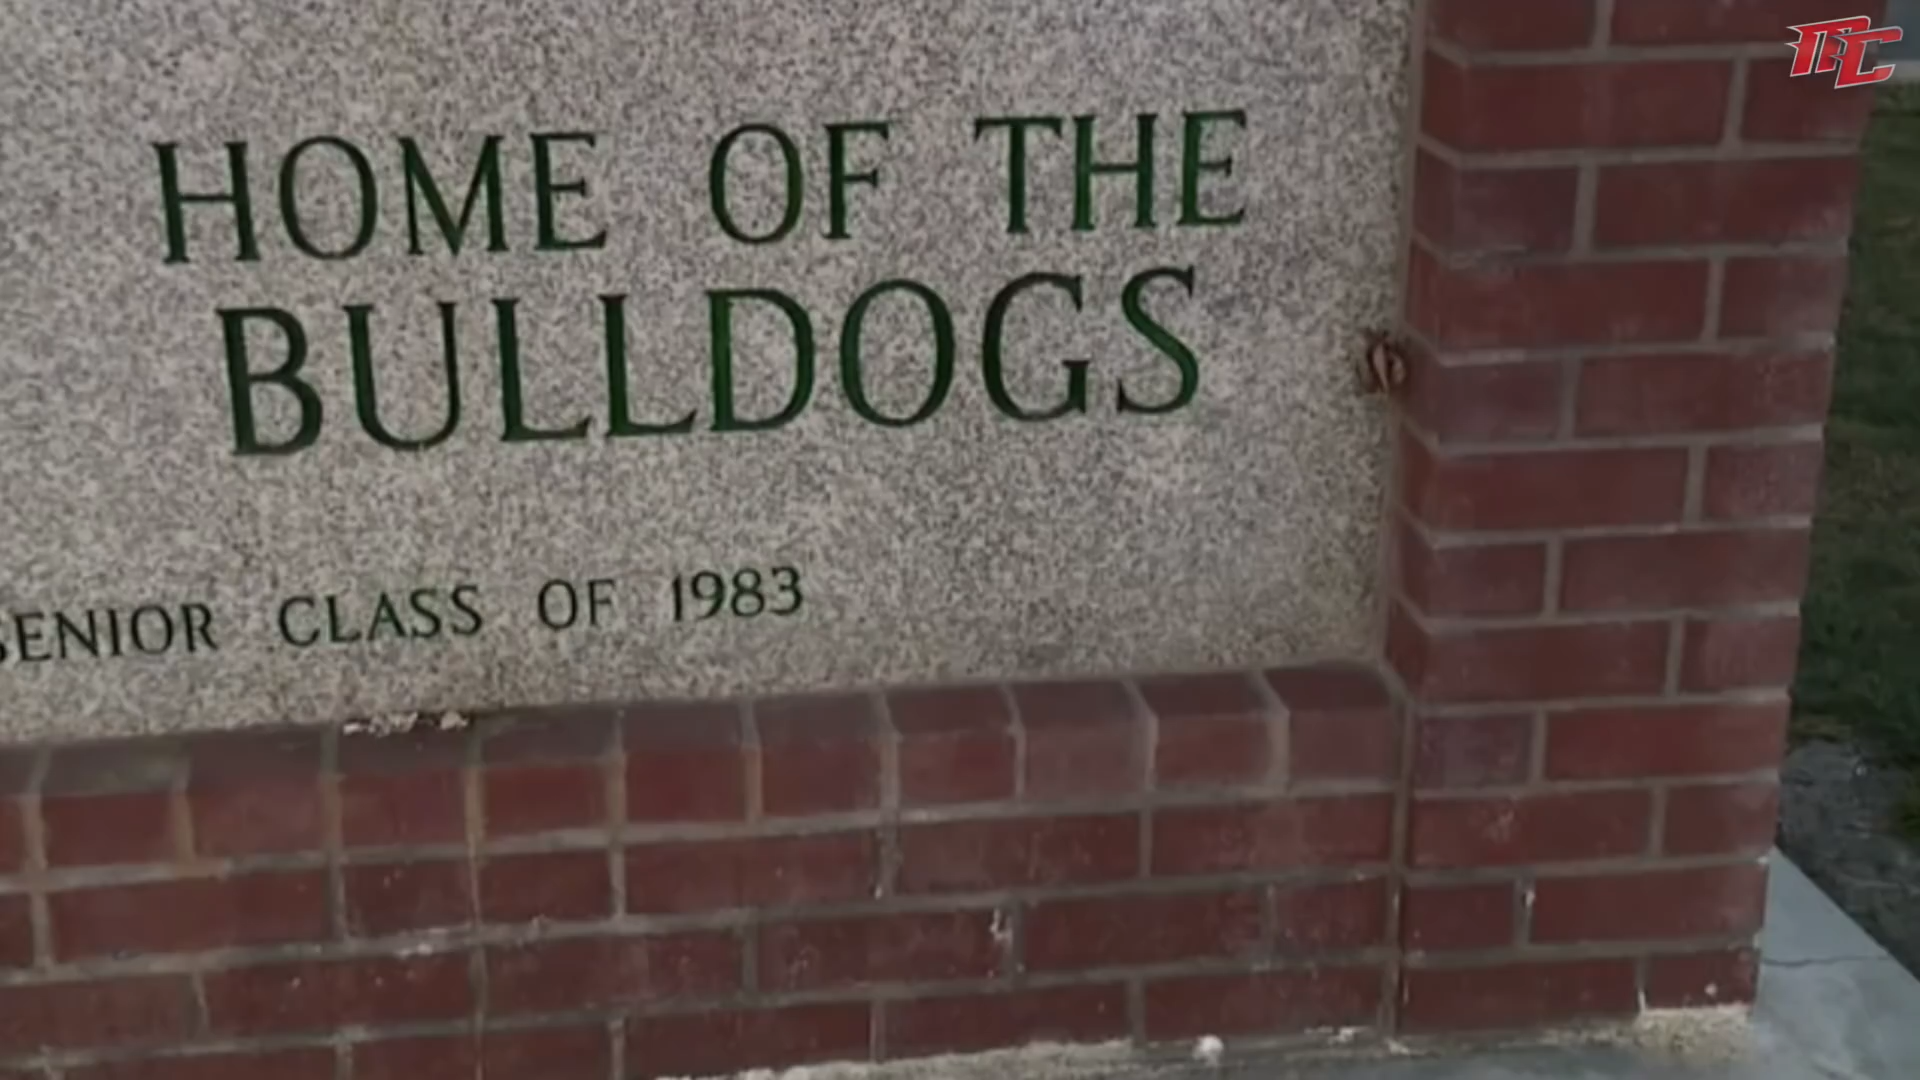 HOME OF THE
BULLDOGS
SENIOR CLASS OF 1983